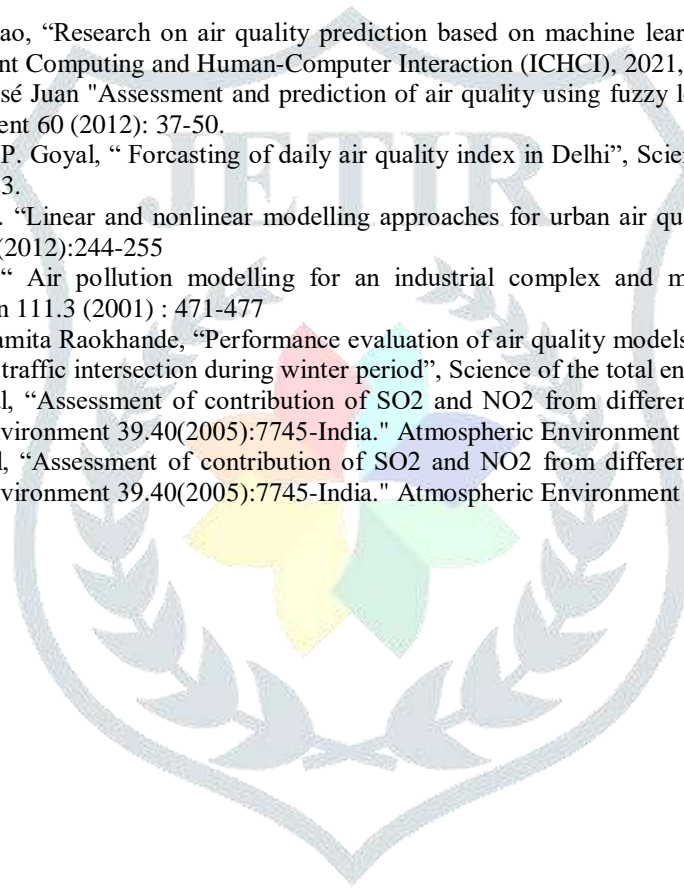 ao, “Research on air quality prediction based on machine lear
nt Computing and Human-Computer Interaction (ICHCI), 2021,
sé Juan "Assessment and prediction of air quality using fuzzy l
ent 60 (2012): 37-50.
P. Goyal, “ Forcasting of daily air quality index in Delhi”, Scie
3.
. “Linear and nonlinear modelling approaches for urban air qu
(2012):244-255
“ Air pollution modelling for an industrial complex and m
n 111.3 (2001) : 471-477
amita Raokhande, “Performance evaluation of air quality models
traffic intersection during winter period”, Science of the total en
al, “Assessment of contribution of SO2 and NO2 from differen
nvironment 39.40(2005):7745-India." Atmospheric Environment
l, “Assessment of contribution of SO2 and NO2 from differen
nvironment 39.40(2005):7745-India." Atmospheric Environment
JETIR